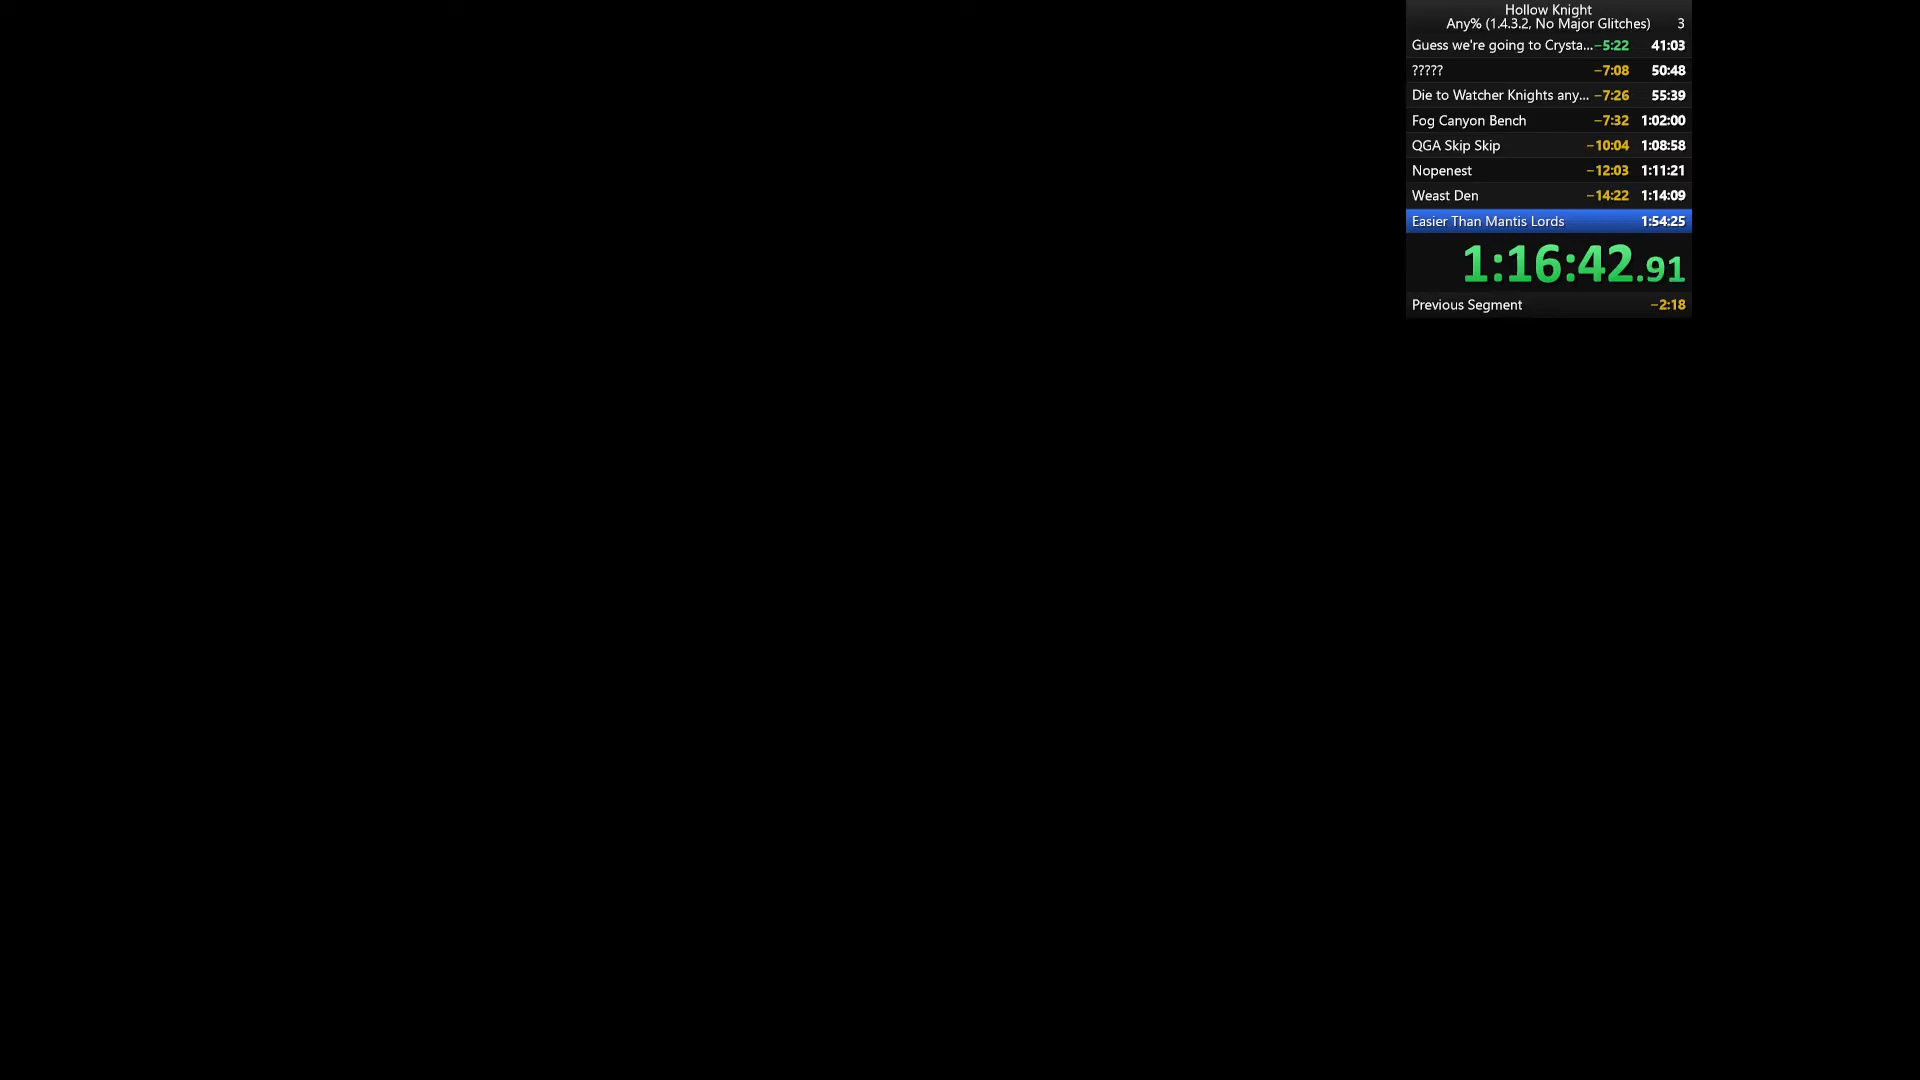 Hollow Knight
Any% (1.4.3.2, No Major Glitches) 3
Guess we're going to Crysta... −5:22 41:03
????? −7:08 50:48
Die to Watcher Knights any... −7:26 55:39
Fog Canyon Bench −7:32 1:02:00
QGA Skip Skip −10:04 1:08:58
Nopenest −12:03 1:11:21
Weast Den −14:22 1:14:09
Easier Than Mantis Lords 1:54:25
1:16:42.91
Previous Segment −2:18